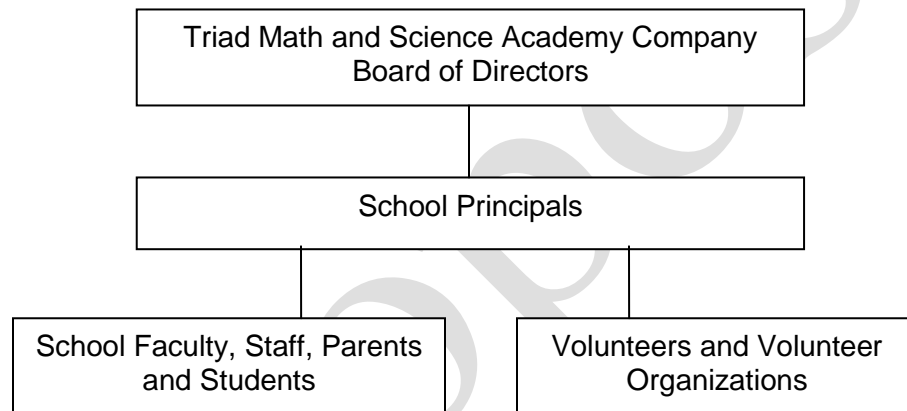 Triad Math and Science Academy Company
Board of Directors
School Principals
School Faculty, Staff, Parents
and Students
Volunteers and Volunteer
Organizations